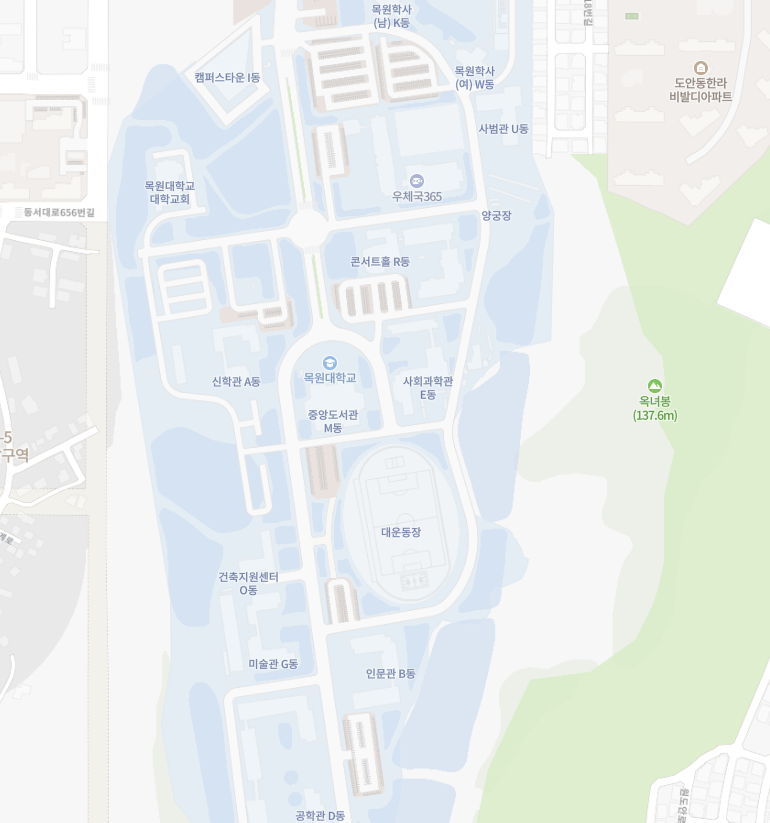 목원학사
(남) K동
캠퍼스타운 I동
목원학사
(여) W동
도안동한라
비발디아파트
사범관 U동
목원대학교
대학교회
우체국365
동서대로656번길
양궁장
콘서트홀 R동
목원대학교
신학관 A동
사회과학관
E동
옥녀봉
(137.6m)
중앙도서관
M동
-5
구역
대운동장
건축지원센터
O동
미술관 G동
인문관 B동
공학관 D동